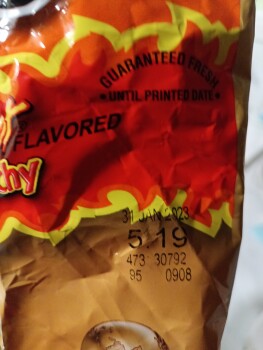 GUARANTEED FRESH
• UNTIL PRINTED DATE •
FLAVORED
31 JAN 2023
5 19
473 30792
95 0908